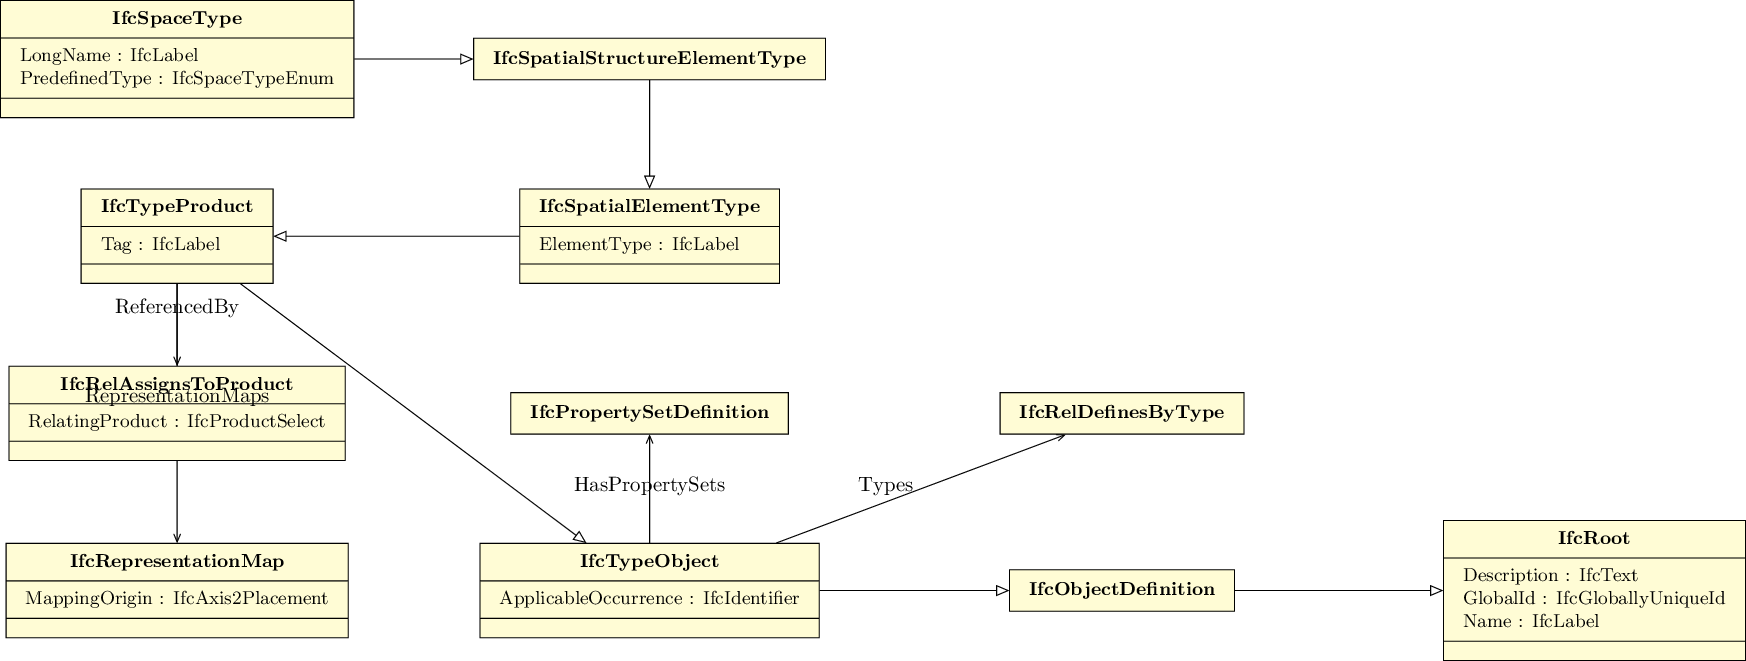 IfcSpaceType
LongName : IfcLabel
PredefinedType : IfcSpaceTypeEnum
IfcSpatialStructureElementType
IfcTypeProduct
Tag : IfcLabel
IfcSpatialElementType
ElementType : IfcLabel
ReferencedBy
IfcRelAssignsToProduct
RepresentationMaps
RelatingProduct : IfcProductSelect
IfcPropertySetDefinition
IfcRelDefinesByType
HasPropertySets
Types
IfcRepresentationMap
MappingOrigin : IfcAxis2Placement
IfcTypeObject
ApplicableOccurrence : IfcIdentifier
IfcObjectDefinition
IfcRoot
Description : IfcText
GlobalId : IfcGloballyUniqueId
Name : IfcLabel